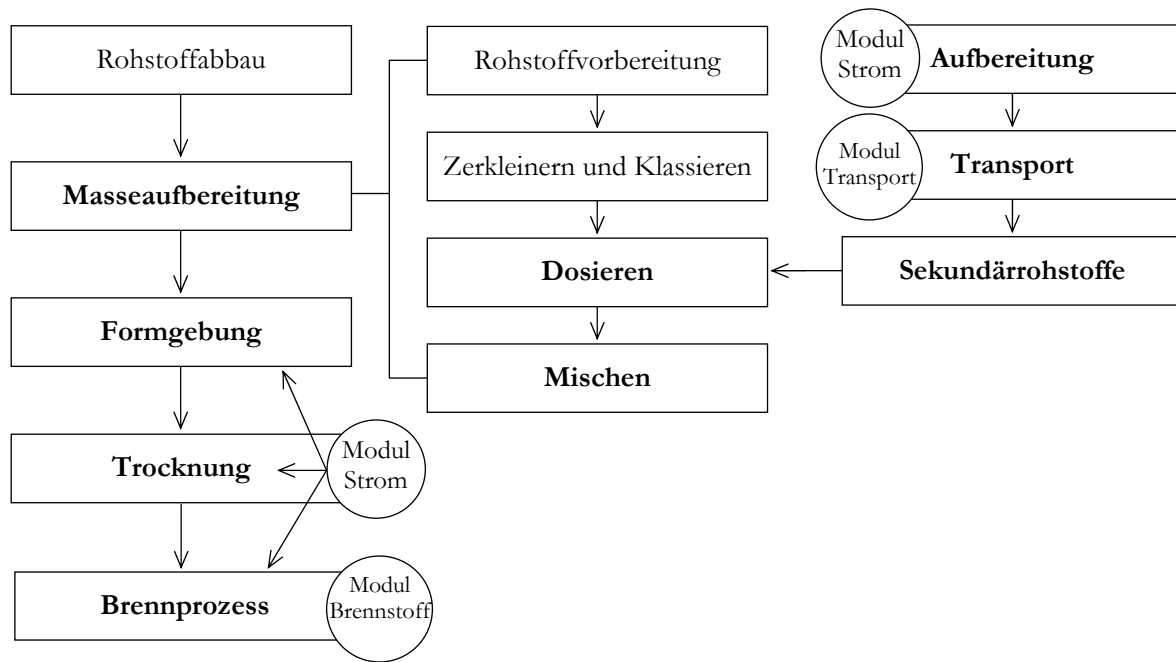 Rohstoffabbau
Masseaufbereitung
Formgebung
Trocknung
Modul
Strom
Brennprozess
Modul
Brennstoff
Rohstoffvorbereitung
Zerkleinern und Klassieren
Dosieren
Mischen
Modul
Strom
Aufbereitung
Modul
Transport
Transport
Sekundärrohstoffe